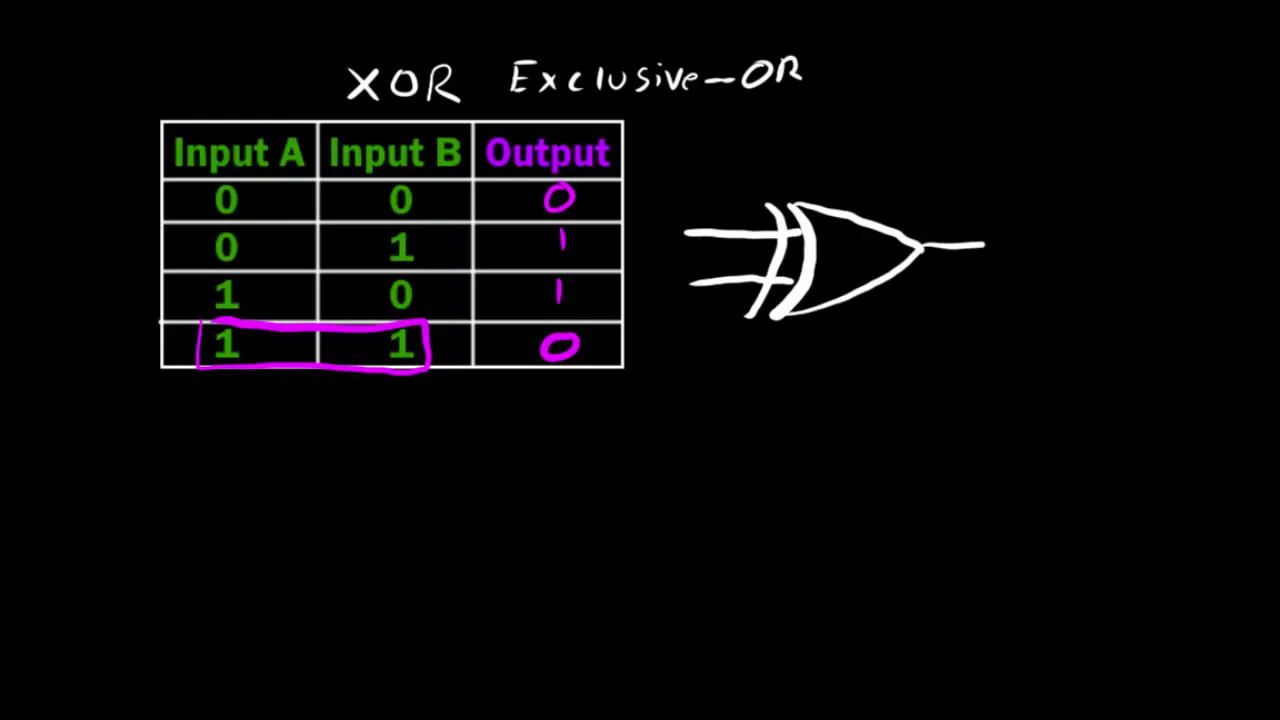 XOR Exclusive-OR
Input A Input B Output
0 0 0
0 1 1
1 0 1
1 1 0